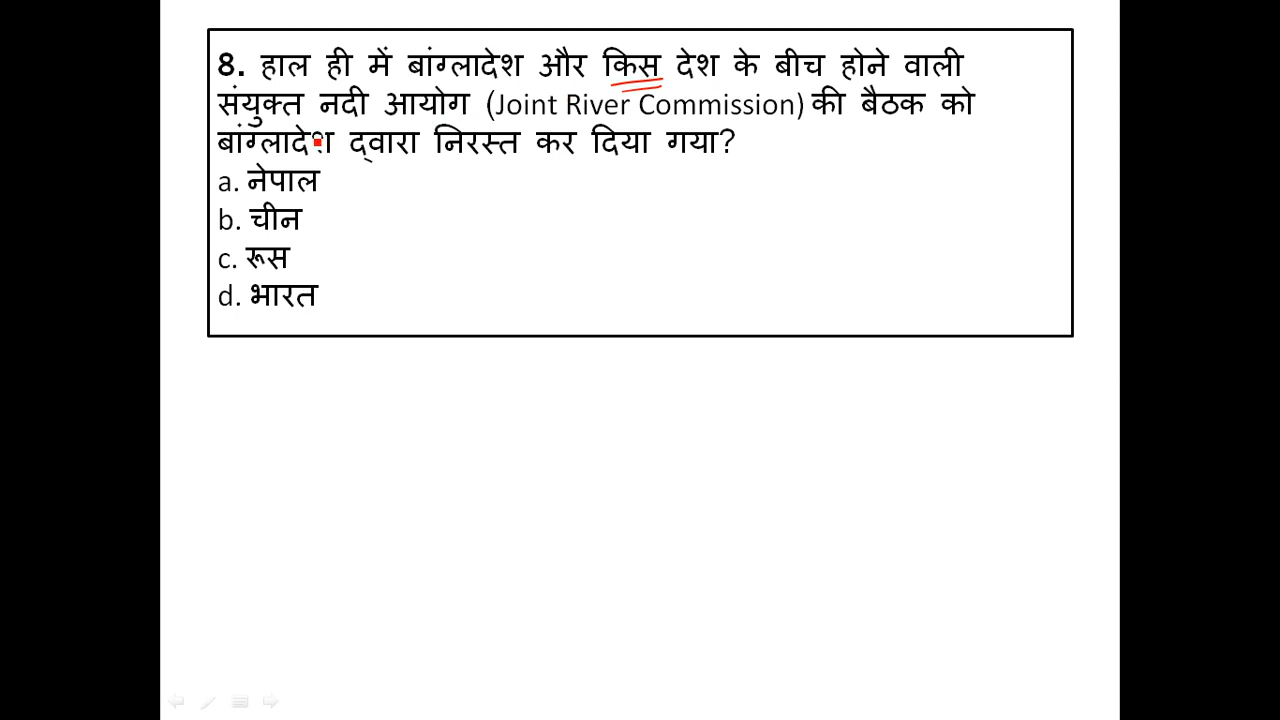 8. हाल ही में बांग्लादेश और किस देश के बीच होने वाली
संयुक्त नदी आयोग (Joint River Commission) की बैठक को
बांग्लादेश द्वारा निरस्त कर दिया गया?
a. नेपाल
b. चीन
c. रूस
d. भारत